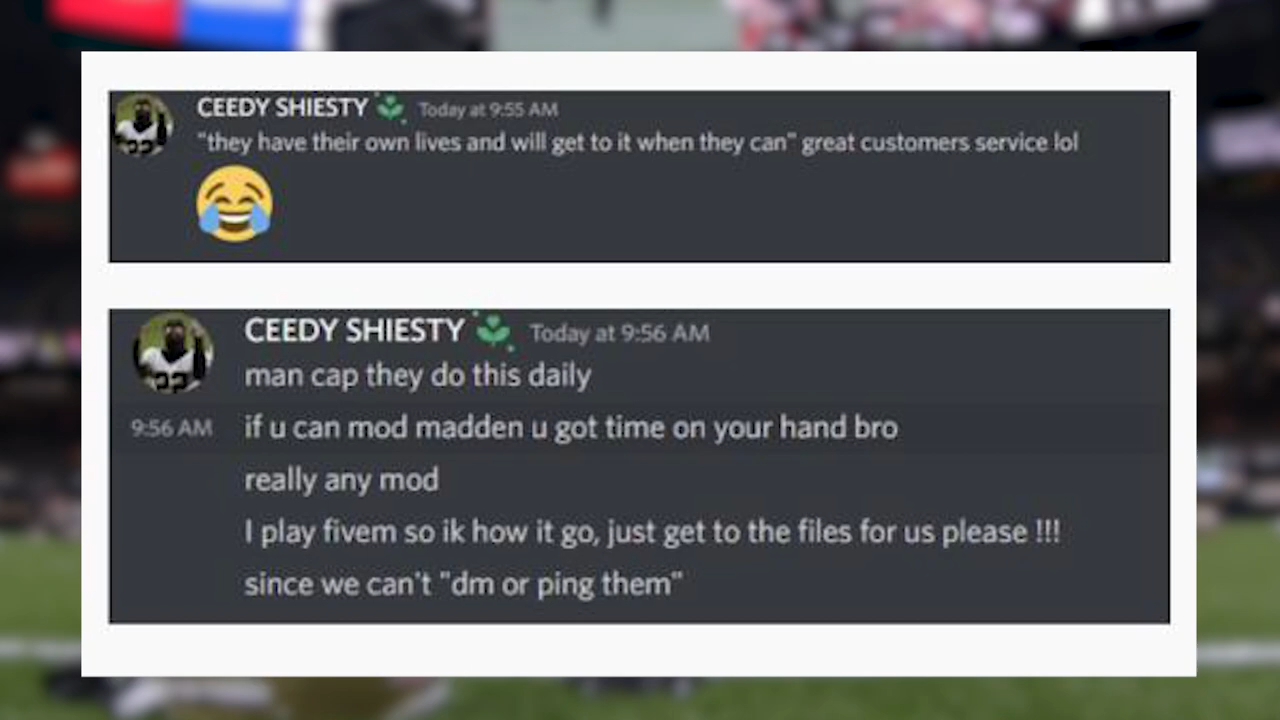 CEEDY SHIESTY Today at 9:55 AM
"they have their own lives and will get to it when they can" great customers service lol
CEEDY SHIESTY Today at 9:56 AM
man cap they do this daily
9:56 AM if u can mod madden u got time on your hand bro
really any mod
I play fivem so ik how it go, just get to the files for us please !!!
since we can't "dm or ping them"